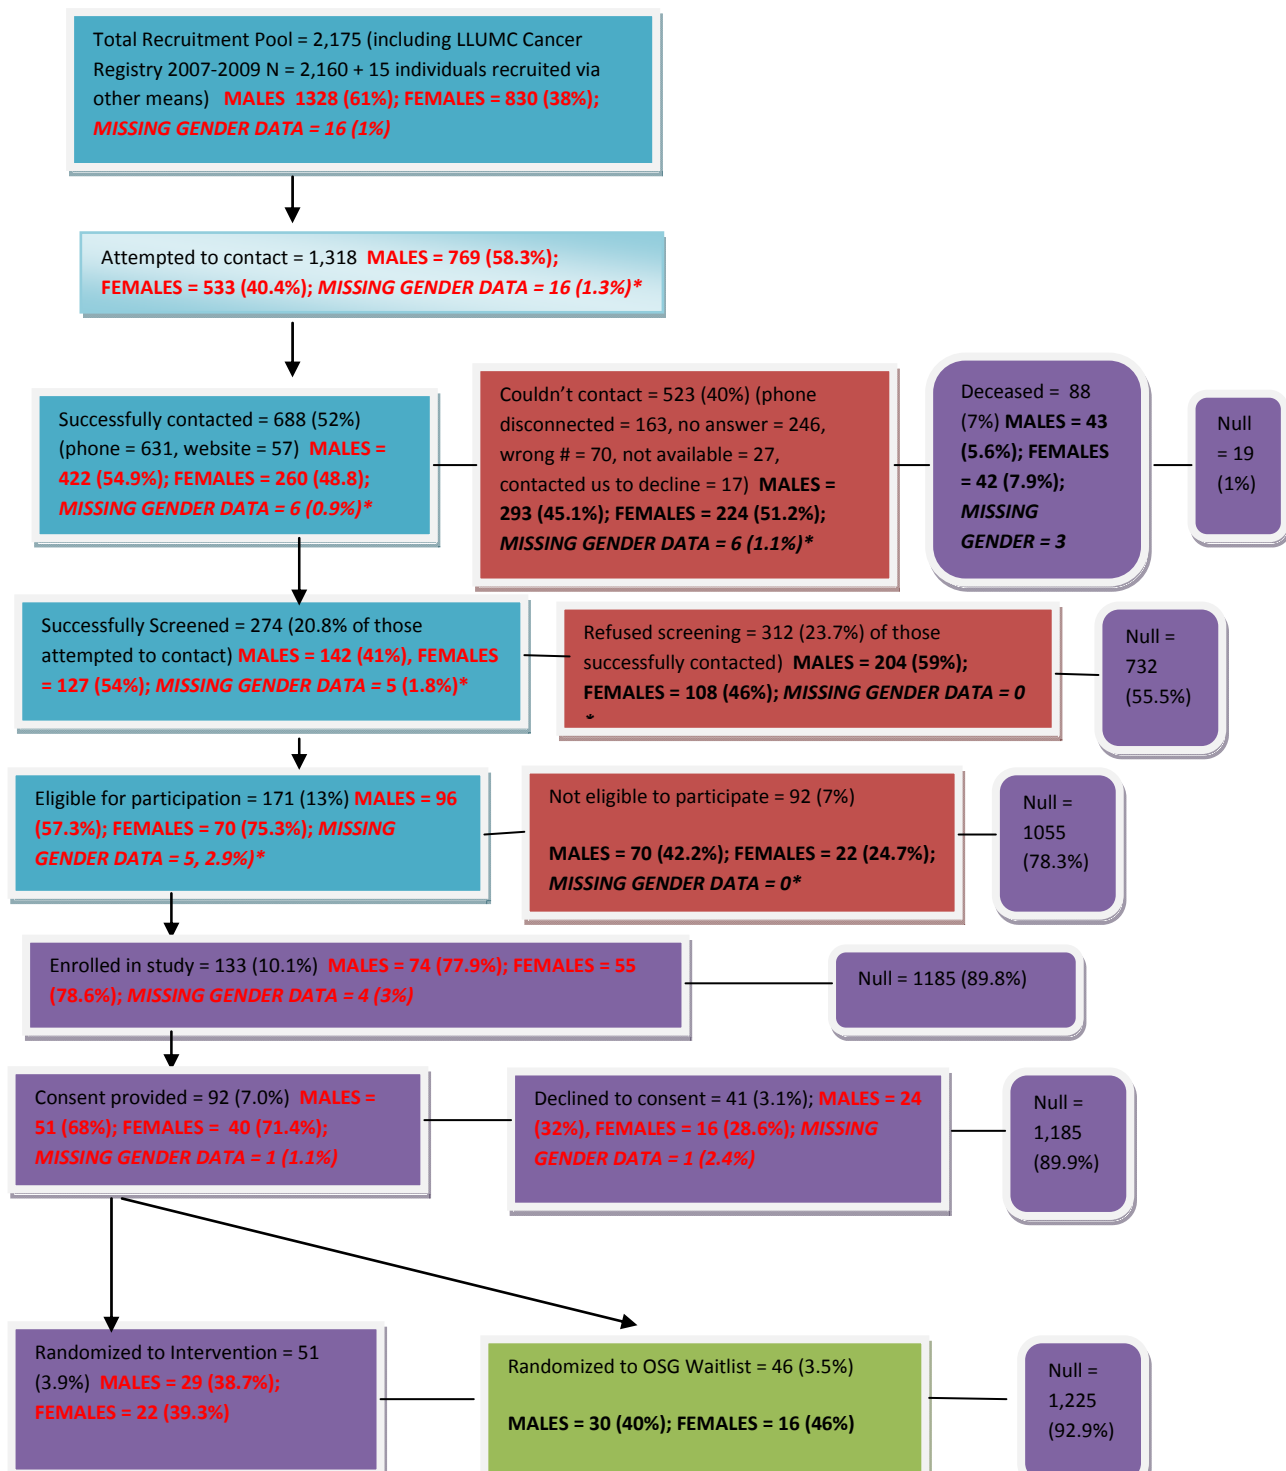 Total Recruitment Pool = 2,175 (including LLUMC Cancer
Registry 2007-2009 N = 2,160 + 15 individuals recruited via
other means) MALES 1328 (61%); FEMALES = 830 (38%);
MISSING GENDER DATA = 16 (1%)
Attempted to contact = 1,318 MALES = 769 (58.3%);
FEMALES = 533 (40.4%); MISSING GENDER DATA = 16 (1.3%)*
Successfully contacted = 688 (52%)
(phone = 631, website = 57) MALES =
422 (54.9%); FEMALES = 260 (48.8);
MISSING GENDER DATA = 6 (0.9%)*
Couldn’t contact = 523 (40%) (phone
disconnected = 163, no answer = 246,
wrong # = 70, not available = 27,
contacted us to decline = 17) MALES =
293 (45.1%); FEMALES = 224 (51.2%);
MISSING GENDER DATA = 6 (1.1%)*
Deceased = 88
(7%) MALES = 43
(5.6%); FEMALES
= 42 (7.9%);
MISSING
GENDER = 3
Null
= 19
(1%)
Successfully Screened = 274 (20.8% of those
attempted to contact) MALES = 142 (41%), FEMALES
= 127 (54%); MISSING GENDER DATA = 5 (1.8%)*
Refused screening = 312 (23.7%) of those
successfully contacted) MALES = 204 (59%);
FEMALES = 108 (46%); MISSING GENDER DATA = 0
*
Null =
732
(55.5%)
Eligible for participation = 171 (13%) MALES = 96
(57.3%); FEMALES = 70 (75.3%); MISSING
GENDER DATA = 5, 2.9%)*
Not eligible to participate = 92 (7%)
MALES = 70 (42.2%); FEMALES = 22 (24.7%);
MISSING GENDER DATA = 0*
Null =
1055
(78.3%)
Enrolled in study = 133 (10.1%) MALES = 74 (77.9%); FEMALES = 55
(78.6%); MISSING GENDER DATA = 4 (3%)
Null = 1185 (89.8%)
Consent provided = 92 (7.0%) MALES =
51 (68%); FEMALES = 40 (71.4%);
MISSING GENDER DATA = 1 (1.1%)
Declined to consent = 41 (3.1%); MALES = 24
(32%), FEMALES = 16 (28.6%); MISSING
GENDER DATA = 1 (2.4%)
Null =
1,185
(89.9%)
Randomized to Intervention = 51
(3.9%) MALES = 29 (38.7%);
FEMALES = 22 (39.3%)
Randomized to OSG Waitlist = 46 (3.5%)
MALES = 30 (40%); FEMALES = 16 (46%)
Null =
1,225
(92.9%)